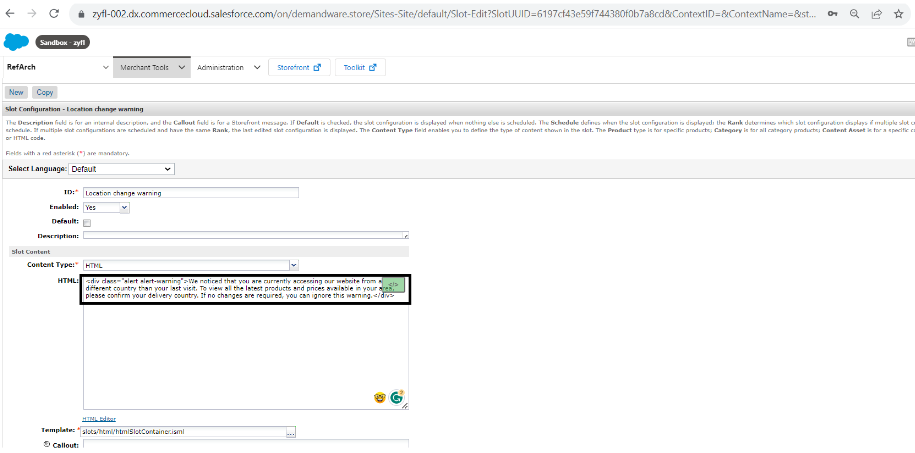 zyfl-002.dx.commercecloud.salesforce.com/on/demandware.store/Sites-Site/default/Slot-Edit?SlotUUID=6197cf43e59f744380f0b7a8cd&ContextID=&ContextName=&st...
Sandbox - zyfl
RefArch Merchant Tools Administration Storefront Toolkit
New Copy
Slot Configuration - Location change warning
The Description field is for an internal description, and the Callout field is for a Storefront message. If Default is checked, the slot configuration is displayed when nothing else is scheduled. The Schedule defines when the slot configuration is displayed; the Rank determines which slot configuration displays if multiple slot c
schedule. If multiple slot configurations are scheduled and have the same Rank, the last edited slot configuration is displayed. The Content Type field enables you to define the type of content shown in the slot. The Product type is for specific products; Category is for all category products; Content Asset is for a specific c
or HTML code.
Fields with a red asterisk (*) are mandatory.
Select Language: Default
ID:* Location change warning
Enabled: Yes
Default:
Description:
Slot Content
Content Type:* HTML
HTML: <div class="alert alert-warning">We noticed that you are currently accessing our website from a
different country than your last visit. To view all the latest products and prices available in your area,
please confirm your delivery country. If no changes are required, you can ignore this warning.</div>
</>
HTML Editor
Template: * slots/html/htmlSlotContainer.isml ...
Callout: